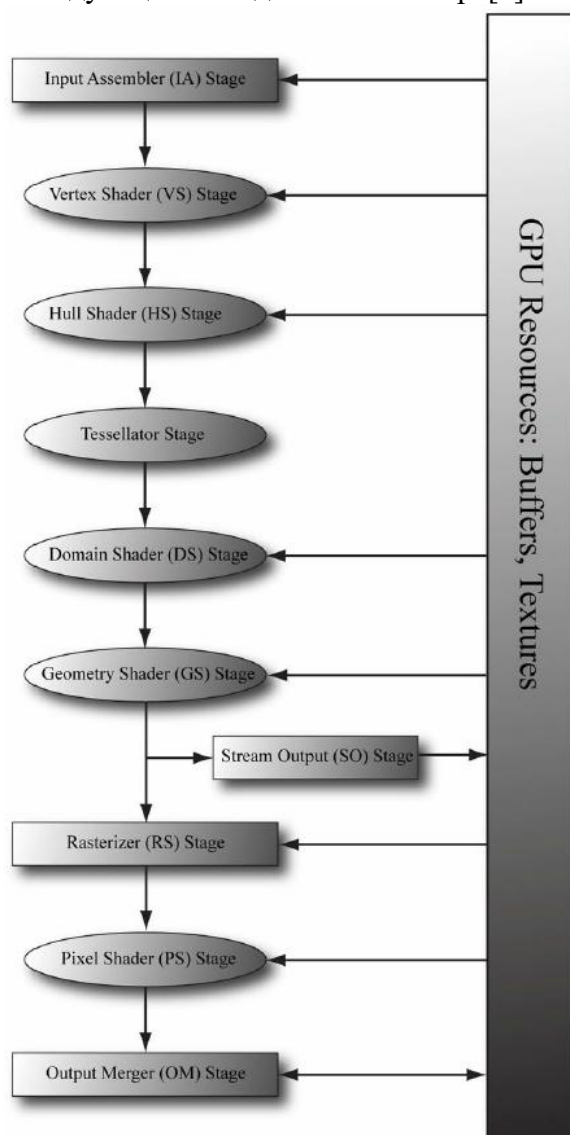 Input Assembler (IA) Stage
Vertex Shader (VS) Stage
Hull Shader (HS) Stage
Tessellator Stage
Domain Shader (DS) Stage
Geometry Shader (GS) Stage
Stream Output (SO) Stage
Rasterizer (RS) Stage
Pixel Shader (PS) Stage
Output Merger (OM) Stage
GPU Resources: Buffers, Textures